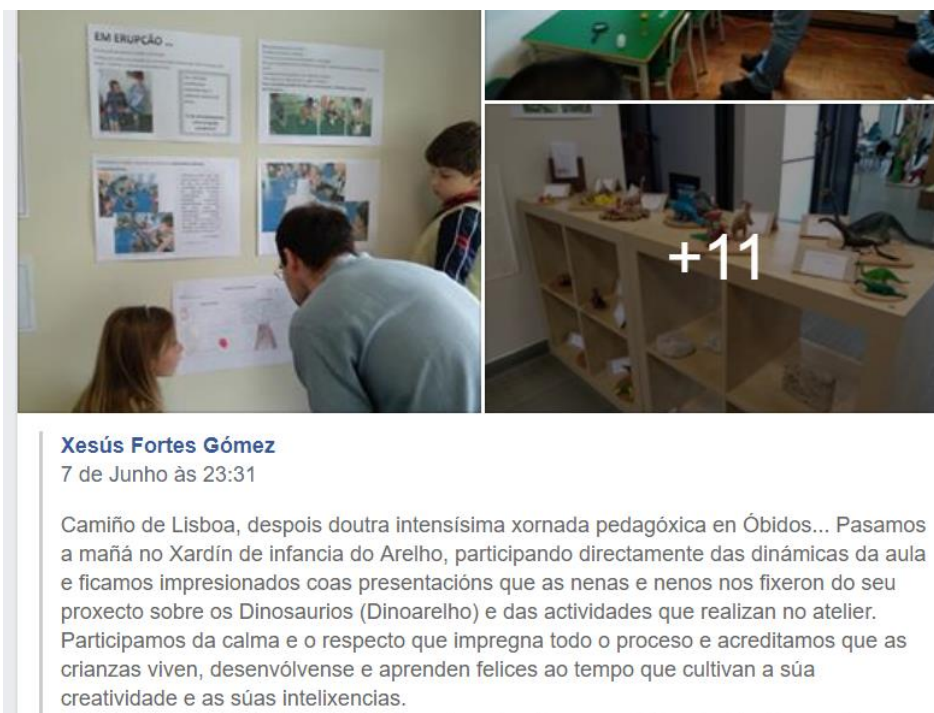 EM ERUPÇÃO ...
+11
Xesús Fortes Gómez
7 de Junho às 23:31
Camiño de Lisboa, despois doutra intensísima xornada pedagóxica en Óbidos... Pasamos
a mañá no Xardín de infancia do Arelho, participando directamente das dinámicas da aula
e ficamos impresionados coas presentacións que as nenas e nenos nos fixeron do seu
proxecto sobre os Dinosaurios (Dinoarelho) e das actividades que realizan no atelier.
Participamos da calma e o respecto que impregna todo o proceso e acreditamos que as
crianzas viven, desenvólvense e aprenden felices ao tempo que cultivan a súa
creatividade e as súas intelixencias.